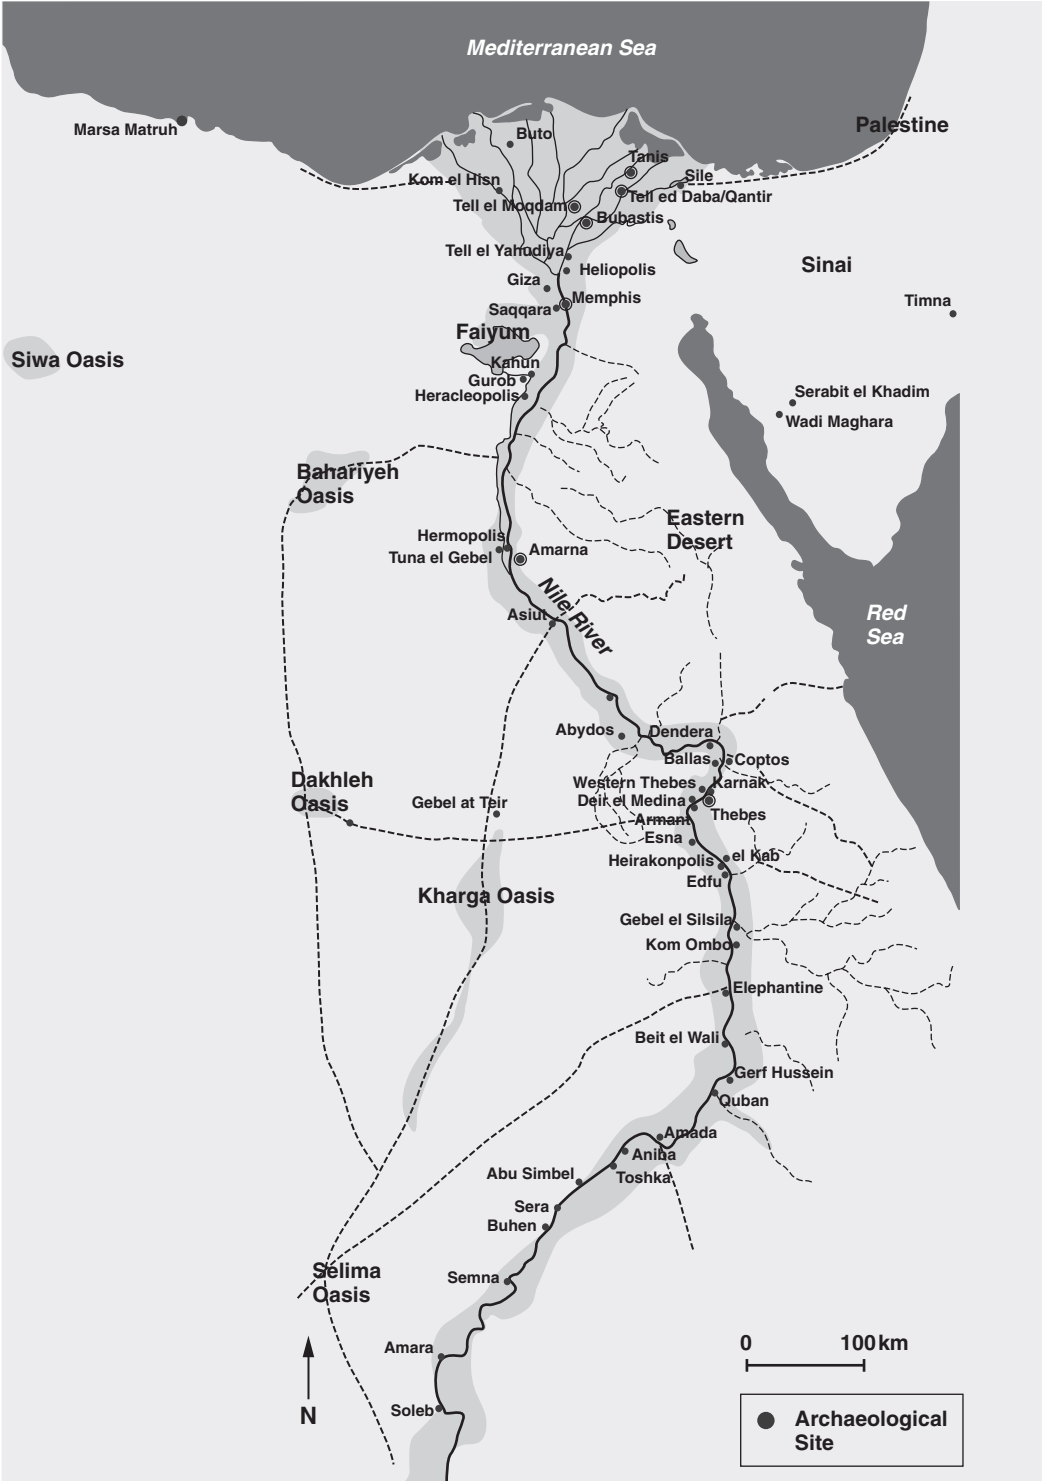 Mediterranean Sea
Marsa Matruh
Palestine
Buto
Tanis
Kom el Hisn
Sile
Tell ed Daba/Qantir
Tell el Moqdam
Bubastis
Tell el Yahudiya
Heliopolis
Sinai
Giza
Memphis
Timna
Saqqara
Faiyum
Siwa Oasis
Kahun
Gurob
Heracleopolis
Serabit el Khadim
Wadi Maghara
Bahariyeh
Oasis
Eastern
Desert
Hermopolis
Amarna
Tuna el Gebel
Nile River
Asiut
Red
Sea
Abydos
Dendera
Ballas
Coptos
Dakhleh
Oasis
Western Thebes
Karnak
Gebel at Teir
Deir el Medina
Thebes
Armant
Esna
el Kab
Heirakonpolis
Edfu
Kharga Oasis
Gebel el Silsila
Kom Ombo
Elephantine
Beit el Wali
Gerf Hussein
Quban
Amada
Aniba
Abu Simbel
Toshka
Sera
Buhen
Selima
Oasis
Semna
Amara
0 100 km
Soleb
N
Archaeological
Site